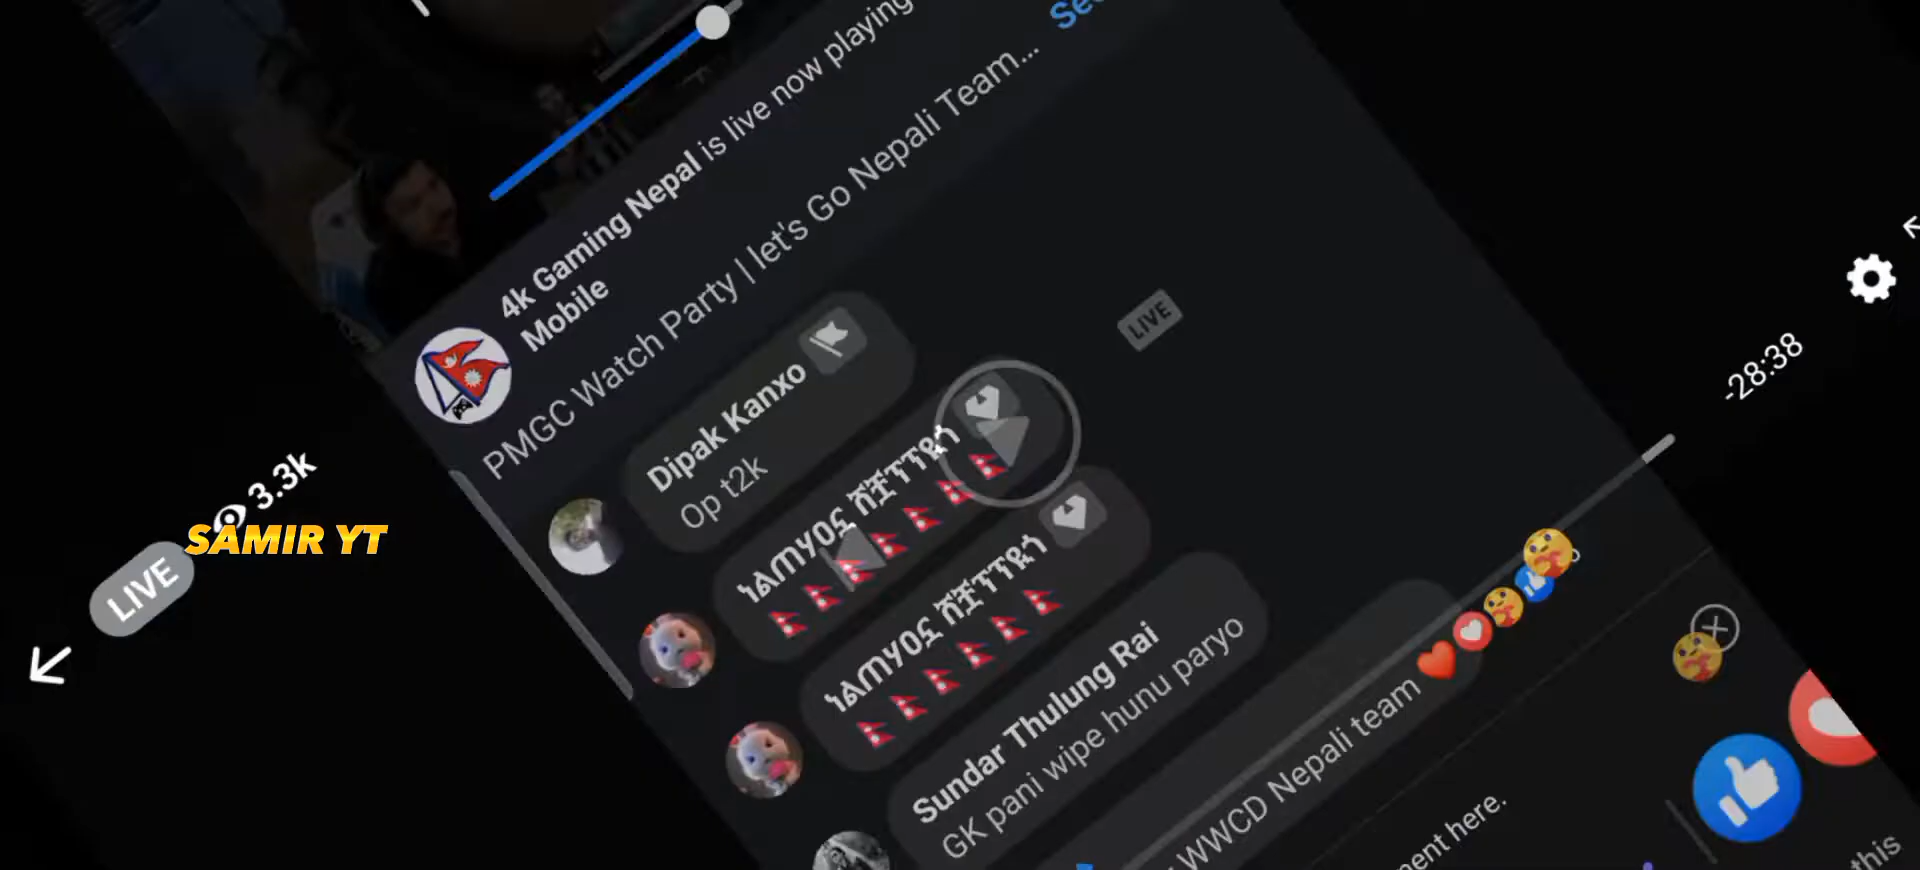 4k Gaming Nepal is live now playing
Mobile
PMGC Watch Party | let's Go Nepali Team...
LIVE
-28:38
3.3k
LIVE
SAMIR YT
Dipak Kanxo
Op t2k
Sundar Thulung Rai
GK pani wipe hunu paryo
WWCD Nepali team ❤️
here.
this